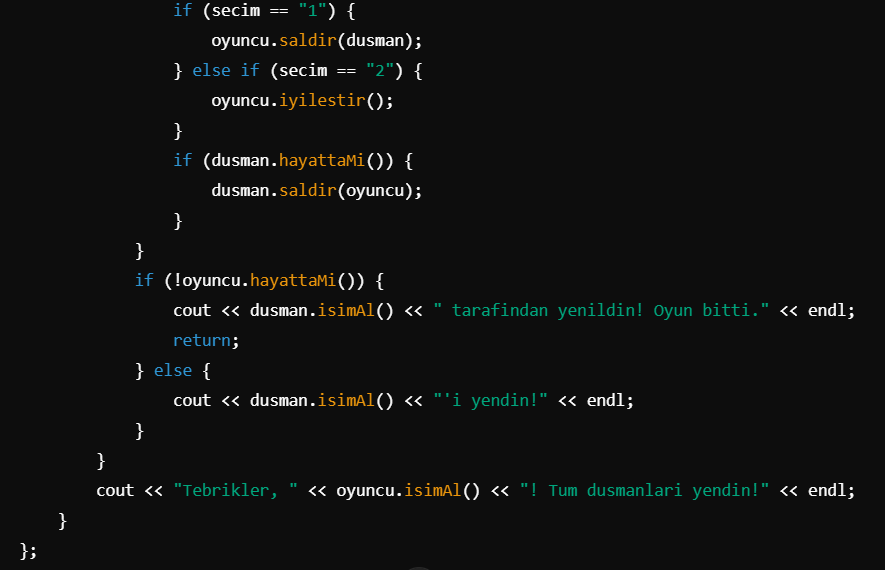 if (secim == "1") {
oyuncu.saldir(dusman);
} else if (secim == "2") {
oyuncu.iyilestir();
}
if (dusman.hayattaMi()) {
dusman.saldir(oyuncu);
}
}
if (!oyuncu.hayattaMi()) {
cout << dusman.isimAl() << " tarafindan yenildin! Oyun bitti." << endl;
return;
} else {
cout << dusman.isimAl() << "'i yendin!" << endl;
}
}
cout << "Tebrikler, " << oyuncu.isimAl() << "! Tum dusmanlari yendin!" << endl;
}
};